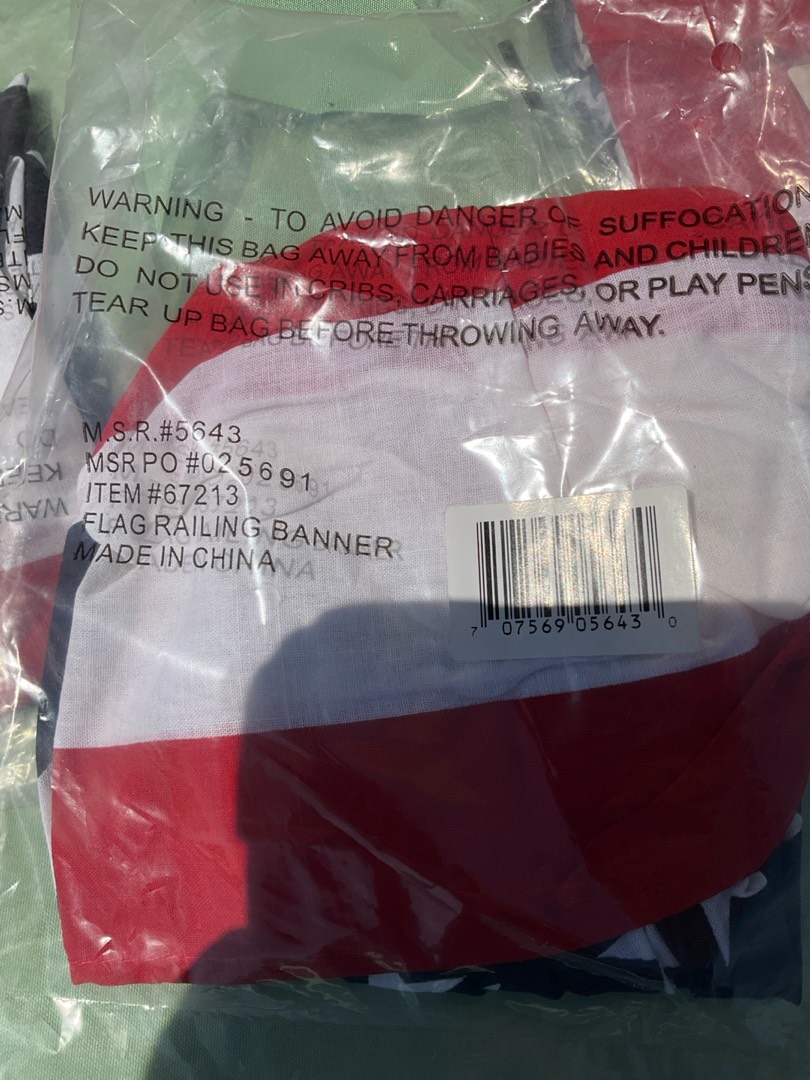 WARNING - TO AVOID DANGER OF SUFFOCATION
KEEP THIS BAG AWAY FROM BABIES AND CHILDREN
DO NOT USE IN CRIBS, CARRIAGES, OR PLAY PENS
TEAR UP BAG BEFORE THROWING AWAY.
M.S.R.#5643
MSR PO #025691
ITEM #67213
FLAG RAILING BANNER
MADE IN CHINA
7 07569 05643 0